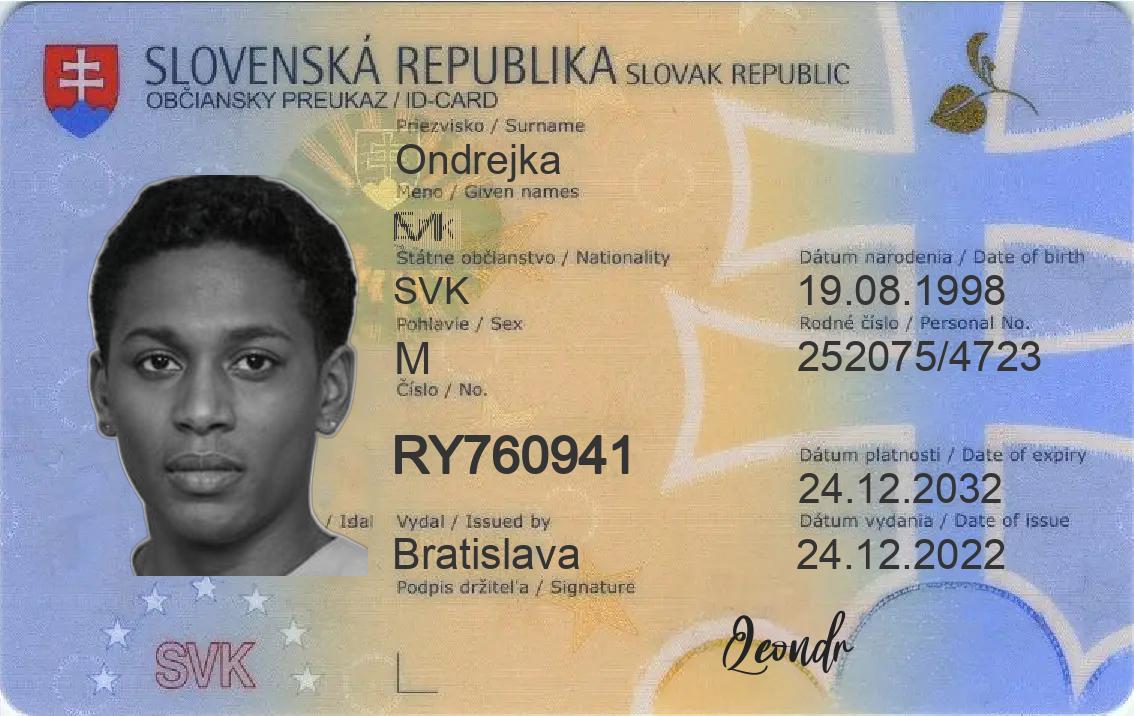 SLOVENSKÁ REPUBLIKA SLOVAK REPUBLIC
OBČIANSKY PREUKAZ / ID-CARD
Priezvisko / Surname
Ondrejka
Meno / Given names
Štátne občianstvo / Nationality
SVK
Dátum narodenia / Date of birth
19.08.1998
Pohlavie / Sex
M
Rodné číslo / Personal No.
252075/4723
Číslo / No.
RY760941
Dátum platnosti / Date of expiry
24.12.2032
Vydal / Issued by
Bratislava
Dátum vydania / Date of issue
24.12.2022
Podpis držiteľa / Signature
Leondr
SVK